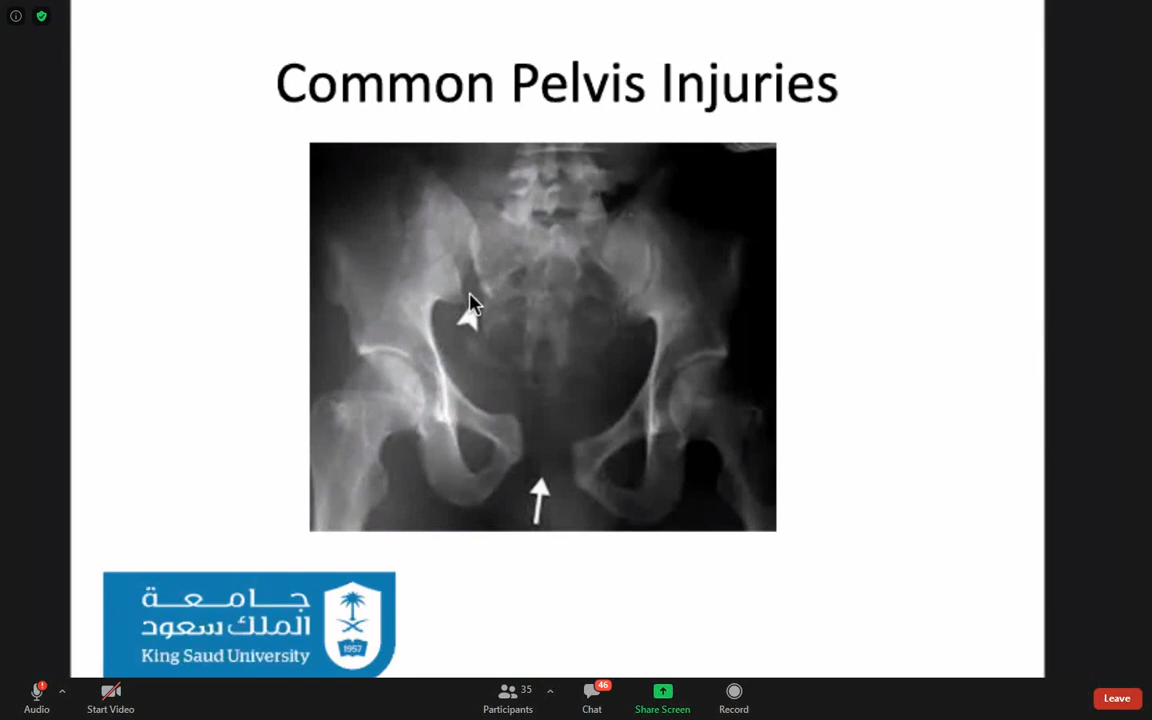 Common Pelvis Injuries
جامعة
الملك سعود
King Saud University
1957
Audio
Start Video
35
Participants
46
Chat
Share Screen
Record
Leave